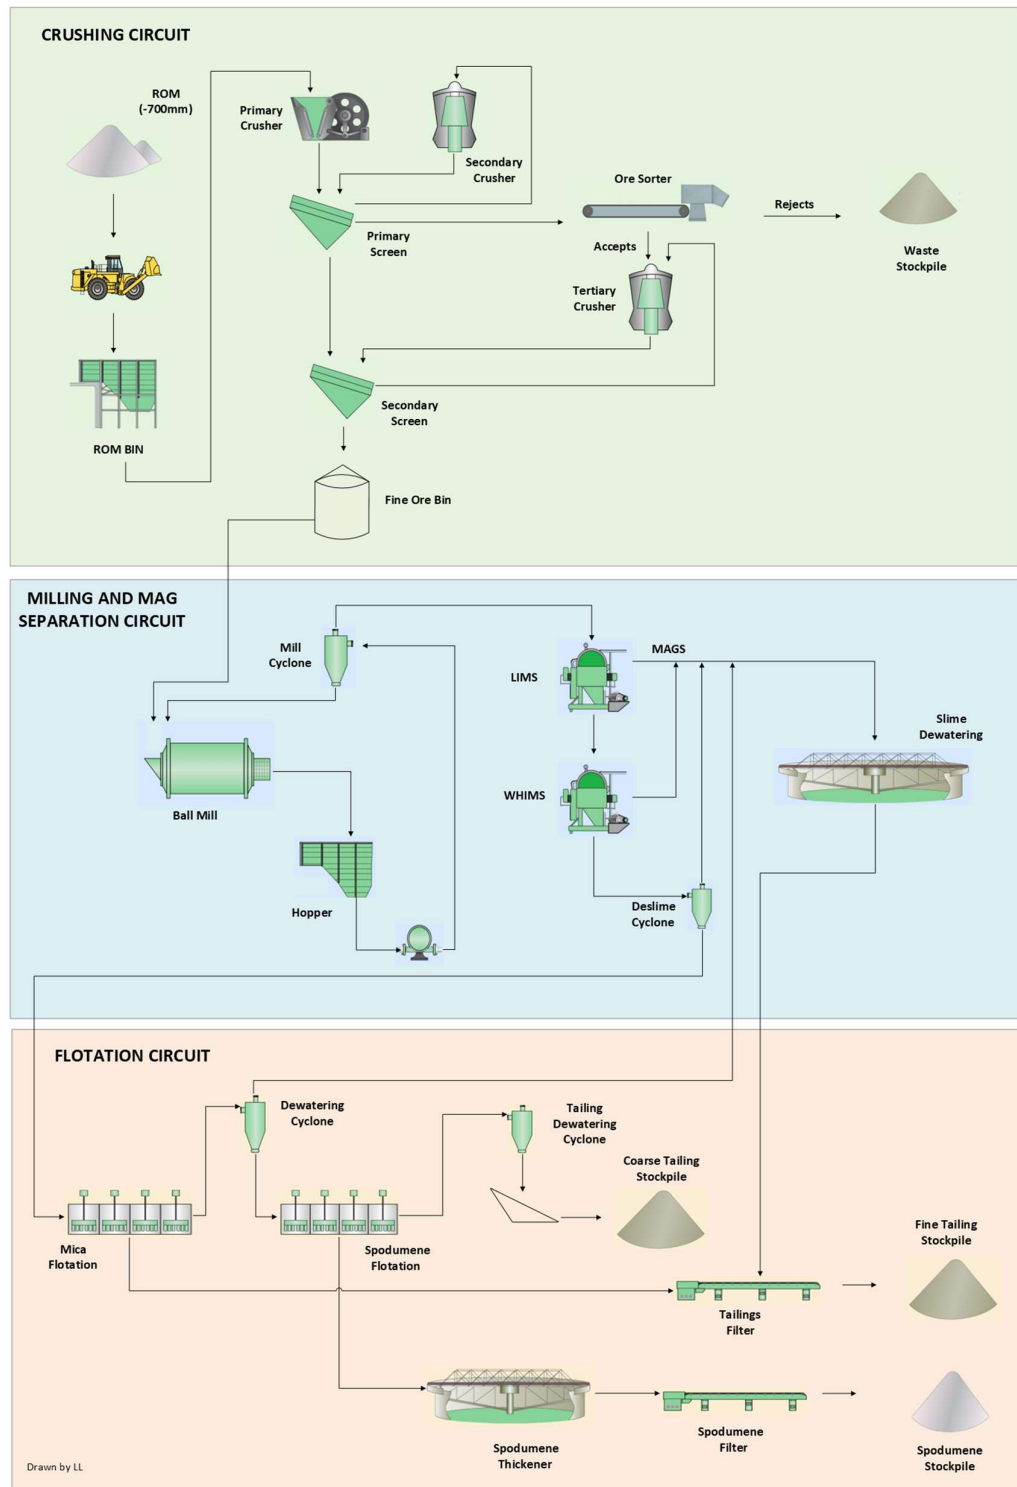 CRUSHING CIRCUIT
ROM
(-700mm)
Primary
Crusher
Secondary
Crusher
Ore Sorter
Rejects
Primary
Screen
Accepts
Waste
Stockpile
Tertiary
Crusher
Secondary
Screen
ROM BIN
Fine Ore Bin
MILLING AND MAG
SEPARATION CIRCUIT
Mill
Cyclone
MAGS
LIMS
Slime
Dewatering
WHIMS
Ball Mill
Hopper
Deslime
Cyclone
FLOTATION CIRCUIT
Dewatering
Cyclone
Tailing
Dewatering
Cyclone
Coarse Tailing
Stockpile
Mica
Flotation
Spodumene
Flotation
Fine Tailing
Stockpile
Tailings
Filter
Spodumene
Thickener
Spodumene
Filter
Spodumene
Stockpile
Drawn by LL